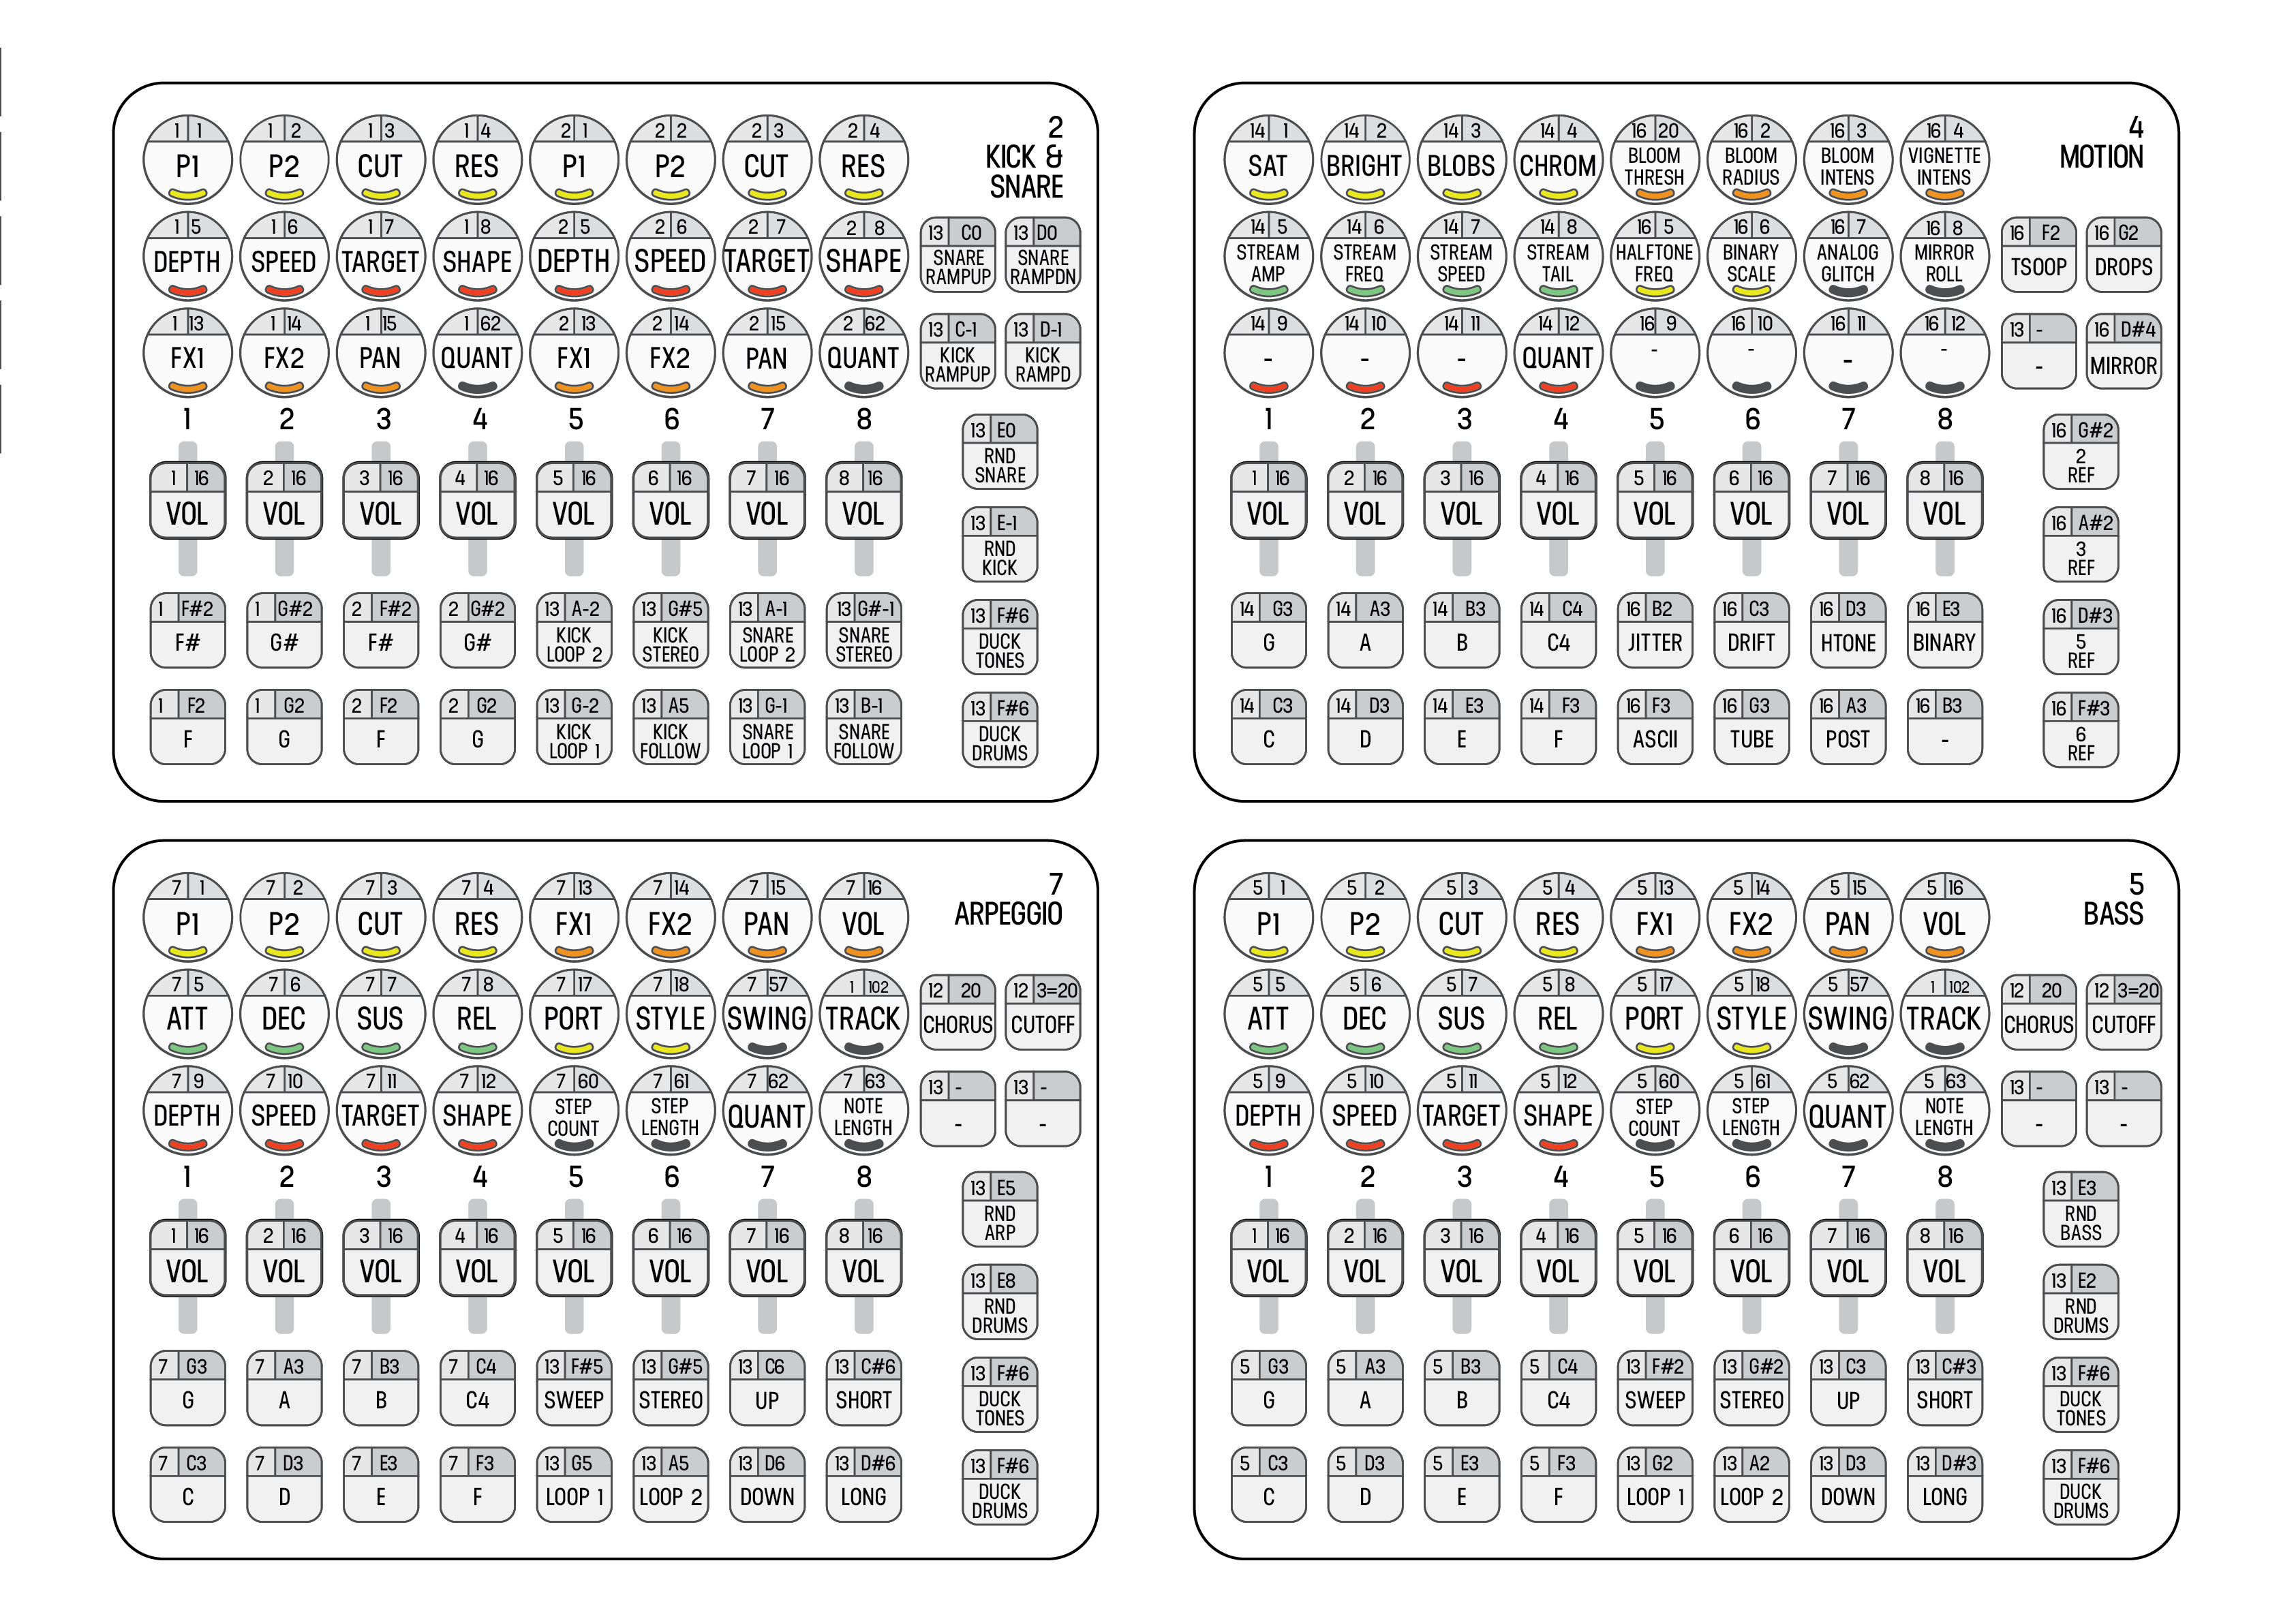 2
KICK &
SNARE
1 1 1 2 1 3 1 4 2 1 2 2 2 3 2 4
P1 P2 CUT RES P1 P2 CUT RES
1 5 1 6 1 7 1 8 2 5 2 6 2 7 2 8
DEPTH SPEED TARGET SHAPE DEPTH SPEED TARGET SHAPE
13 C0 13 D0
SNARE SNARE
RAMPUP RAMPDN
1 13 1 14 1 15 1 62 2 13 2 14 2 15 2 62
FX1 FX2 PAN QUANT FX1 FX2 PAN QUANT
13 C-1 13 D-1
KICK KICK
RAMPUP RAMPD
1 2 3 4 5 6 7 8
13 E0
RND
SNARE
1 16 2 16 3 16 4 16 5 16 6 16 7 16 8 16
VOL VOL VOL VOL VOL VOL VOL VOL
13 E-1
RND
KICK
1 F#2 1 G#2 2 F#2 2 G#2 13 A-2 13 G#5 13 A-1 13 G#-1
F# G# F# G# KICK KICK SNARE SNARE
LOOP 2 STEREO LOOP 2 STEREO
13 F#6
DUCK
TONES
1 F2 1 G2 2 F2 2 G2 13 G-2 13 A5 13 G-1 13 B-1
F G F G KICK KICK SNARE SNARE
LOOP 1 FOLLOW LOOP 1 FOLLOW
13 F#6
DUCK
DRUMS
4
MOTION
14 1 14 2 14 3 14 4 16 20 16 2 16 3 16 4
SAT BRIGHT BLOBS CHROM BLOOM BLOOM BLOOM VIGNETTE
THRESH RADIUS INTENS INTENS
14 5 14 6 14 7 14 8 16 5 16 6 16 7 16 8
STREAM STREAM STREAM STREAM HALFTONE BINARY ANALOG MIRROR
AMP FREQ SPEED TAIL FREQ SCALE GLITCH ROLL
16 F2 16 G2
TSOOP DROPS
14 9 14 10 14 11 14 12 16 9 16 10 16 11 16 12
- - - QUANT - - - -
13 - 16 D#4
- MIRROR
1 2 3 4 5 6 7 8
16 G#2
2
REF
1 16 2 16 3 16 4 16 5 16 6 16 7 16 8 16
VOL VOL VOL VOL VOL VOL VOL VOL
16 A#2
3
REF
14 G3 14 A3 14 B3 14 C4 16 B2 16 C3 16 D3 16 E3
G A B C4 JITTER DRIFT HTONE BINARY
16 D#3
5
REF
14 C3 14 D3 14 E3 14 F3 16 F3 16 G3 16 A3 16 B3
C D E F ASCII TUBE POST -
16 F#3
6
REF
7
ARPEGGIO
7 1 7 2 7 3 7 4 7 13 7 14 7 15 7 16
P1 P2 CUT RES FX1 FX2 PAN VOL
7 5 7 6 7 7 7 8 7 17 7 18 7 57 1 102
ATT DEC SUS REL PORT STYLE SWING TRACK
12 20 12 3=20
CHORUS CUTOFF
7 9 7 10 7 11 7 12 7 60 7 61 7 62 7 63
DEPTH SPEED TARGET SHAPE STEP STEP QUANT NOTE
COUNT LENGTH LENGTH
13 - 13 -
- -
1 2 3 4 5 6 7 8
13 E5
RND
ARP
1 16 2 16 3 16 4 16 5 16 6 16 7 16 8 16
VOL VOL VOL VOL VOL VOL VOL VOL
13 E8
RND
DRUMS
7 G3 7 A3 7 B3 7 C4 13 F#5 13 G#5 13 C6 13 C#6
G A B C4 SWEEP STEREO UP SHORT
13 F#6
DUCK
TONES
7 C3 7 D3 7 E3 7 F3 13 G5 13 A5 13 D6 13 D#6
C D E F LOOP 1 LOOP 2 DOWN LONG
13 F#6
DUCK
DRUMS
5
BASS
5 1 5 2 5 3 5 4 5 13 5 14 5 15 5 16
P1 P2 CUT RES FX1 FX2 PAN VOL
5 5 5 6 5 7 5 8 5 17 5 18 5 57 1 102
ATT DEC SUS REL PORT STYLE SWING TRACK
12 20 12 3=20
CHORUS CUTOFF
5 9 5 10 5 11 5 12 5 60 5 61 5 62 5 63
DEPTH SPEED TARGET SHAPE STEP STEP QUANT NOTE
COUNT LENGTH LENGTH
13 - 13 -
- -
1 2 3 4 5 6 7 8
13 E3
RND
BASS
1 16 2 16 3 16 4 16 5 16 6 16 7 16 8 16
VOL VOL VOL VOL VOL VOL VOL VOL
13 E2
RND
DRUMS
5 G3 5 A3 5 B3 5 C4 13 F#2 13 G#2 13 C3 13 C#3
G A B C4 SWEEP STEREO UP SHORT
13 F#6
DUCK
TONES
5 C3 5 D3 5 E3 5 F3 13 G2 13 A2 13 D3 13 D#3
C D E F LOOP 1 LOOP 2 DOWN LONG
13 F#6
DUCK
DRUMS